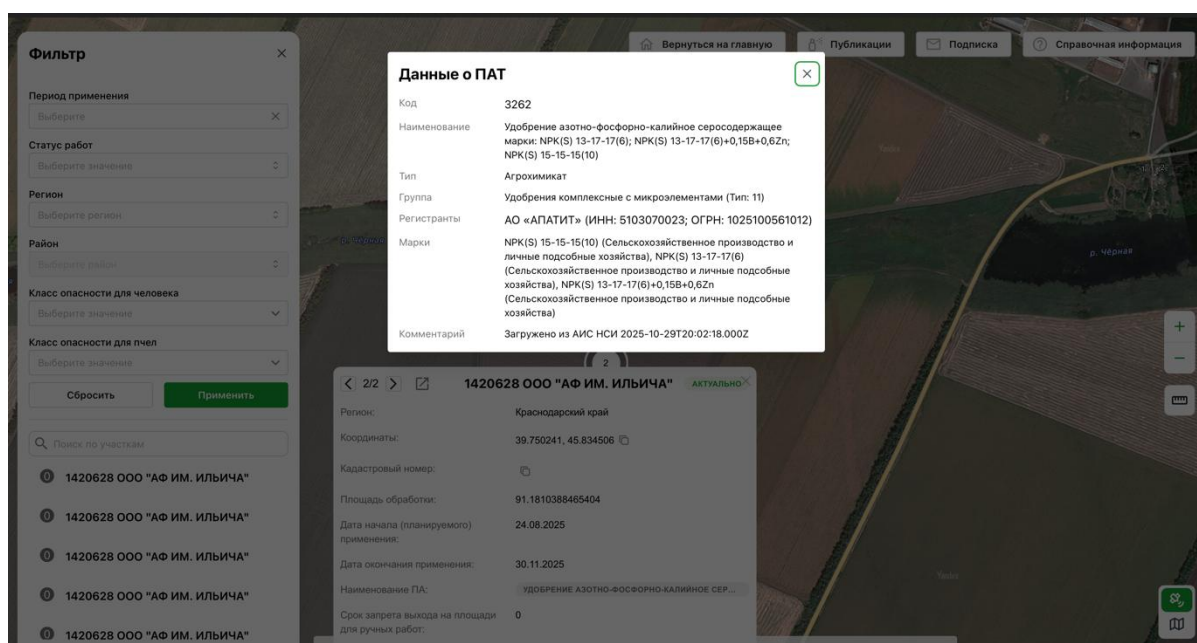 Фильтр
Период применения
Выберите
Статус работ
Выберите значение
Регион
Выберите регион
Район
Выберите район
Класс опасности для человека
Выберите значение
Класс опасности для пчел
Выберите значение
Сбросить
Применить
Поиск по участкам
0 1420628 ООО "АФ ИМ. ИЛЬИЧА"
0 1420628 ООО "АФ ИМ. ИЛЬИЧА"
0 1420628 ООО "АФ ИМ. ИЛЬИЧА"
0 1420628 ООО "АФ ИМ. ИЛЬИЧА"
0 1420628 ООО "АФ ИМ. ИЛЬИЧА"
Вернуться на главную
Публикации
Подписка
Справочная информация
Данные о ПАТ
Код 3262
Наименование Удобрение азотно-фосфорно-калийное серосодержащее
марки: NPK(S) 13-17-17(6); NPK(S) 13-17-17(6)+0,15B+0,6Zn;
NPK(S) 15-15-15(10)
Тип Агрохимикат
Группа Удобрения комплексные с микроэлементами (Тип: 11)
Регистранты АО «АПАТИТ» (ИНН: 5103070023; ОГРН: 1025100561012)
Марки NPK(S) 15-15-15(10) (Сельскохозяйственное производство и
личные подсобные хозяйства), NPK(S) 13-17-17(6)
(Сельскохозяйственное производство и личные подсобные
хозяйства), NPK(S) 13-17-17(6)+0,15B+0,6Zn
(Сельскохозяйственное производство и личные подсобные
хозяйства)
Комментарий Загружено из АИС НСИ 2025-10-29T20:02:18.000Z
2
2/2 1420628 ООО "АФ ИМ. ИЛЬИЧА" АКТУАЛЬНО
Регион: Краснодарский край
Координаты: 39.750241, 45.834506
Кадастровый номер:
Площадь обработки: 91.1810388465404
Дата начала (планируемого)
применения: 24.08.2025
Дата окончания применения: 30.11.2025
Наименование ПА: УДОБРЕНИЕ АЗОТНО-ФОСФОРНО-КАЛИЙНОЕ СЕР...
Срок запрета выхода на площади
для ручных работ: 0
р. Чёрная
р. Чёрная